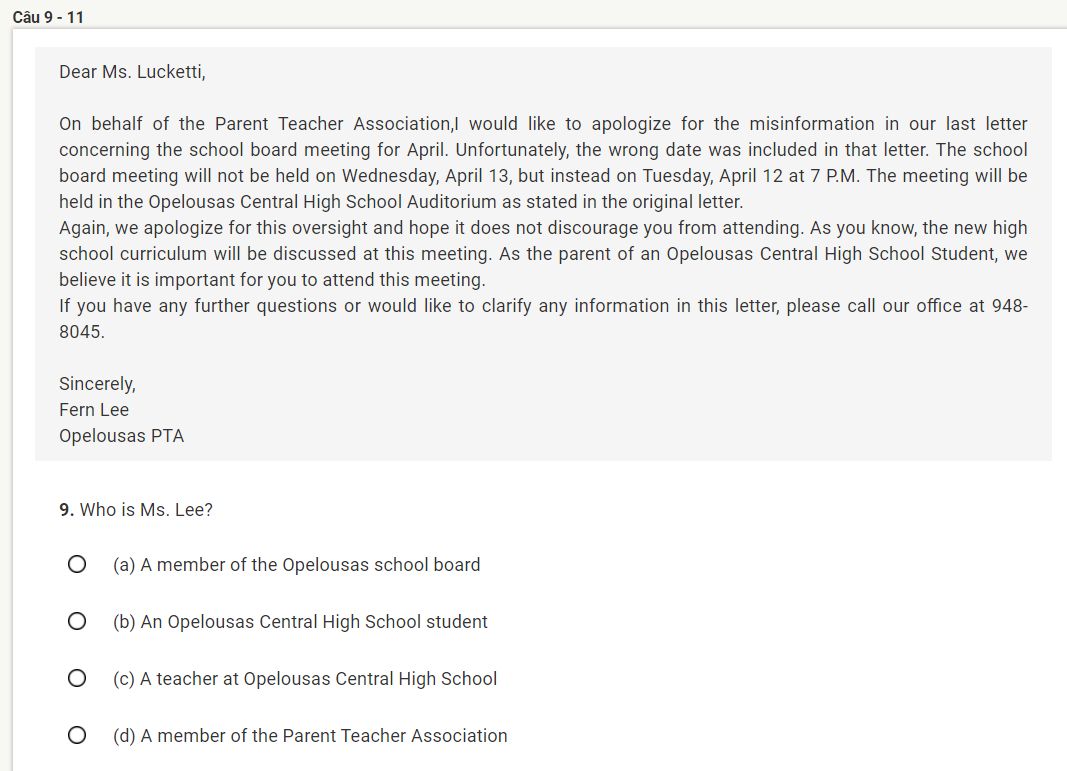 Câu 9 - 11
Dear Ms. Lucketti,
On behalf of the Parent Teacher Association,I would like to apologize for the misinformation in our last letter
concerning the school board meeting for April. Unfortunately, the wrong date was included in that letter. The school
board meeting will not be held on Wednesday, April 13, but instead on Tuesday, April 12 at 7 P.M. The meeting will be
held in the Opelousas Central High School Auditorium as stated in the original letter.
Again, we apologize for this oversight and hope it does not discourage you from attending. As you know, the new high
school curriculum will be discussed at this meeting. As the parent of an Opelousas Central High School Student, we
believe it is important for you to attend this meeting.
If you have any further questions or would like to clarify any information in this letter, please call our office at 948-
8045.
Sincerely,
Fern Lee
Opelousas PTA
9. Who is Ms. Lee?
(a) A member of the Opelousas school board
(b) An Opelousas Central High School student
(c) A teacher at Opelousas Central High School
(d) A member of the Parent Teacher Association